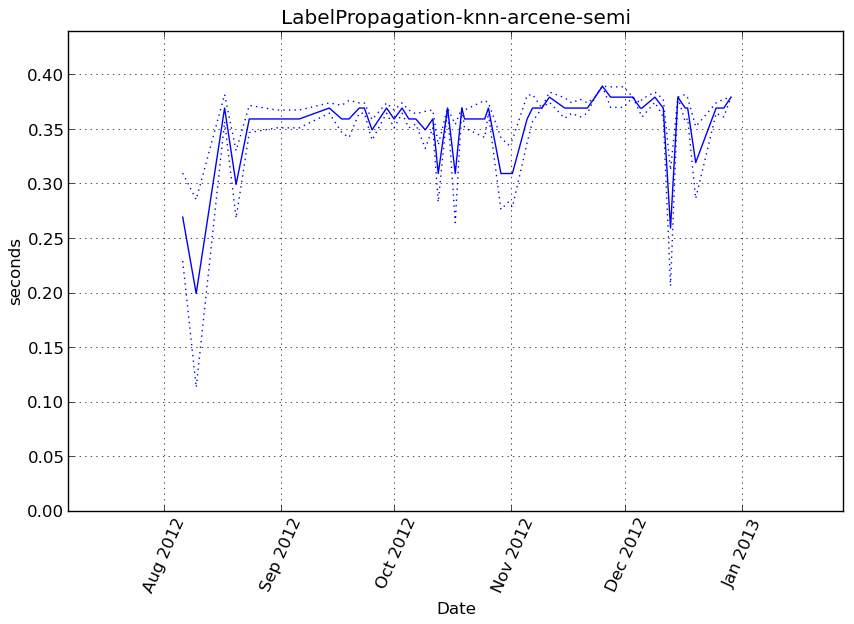 LabelPropagation-knn-arcene-semi
seconds
0.40
0.35
0.30
0.25
0.20
0.15
0.10
0.05
0.00
Aug 2012
Sep 2012
Oct 2012
Nov 2012
Dec 2012
Jan 2013
Date